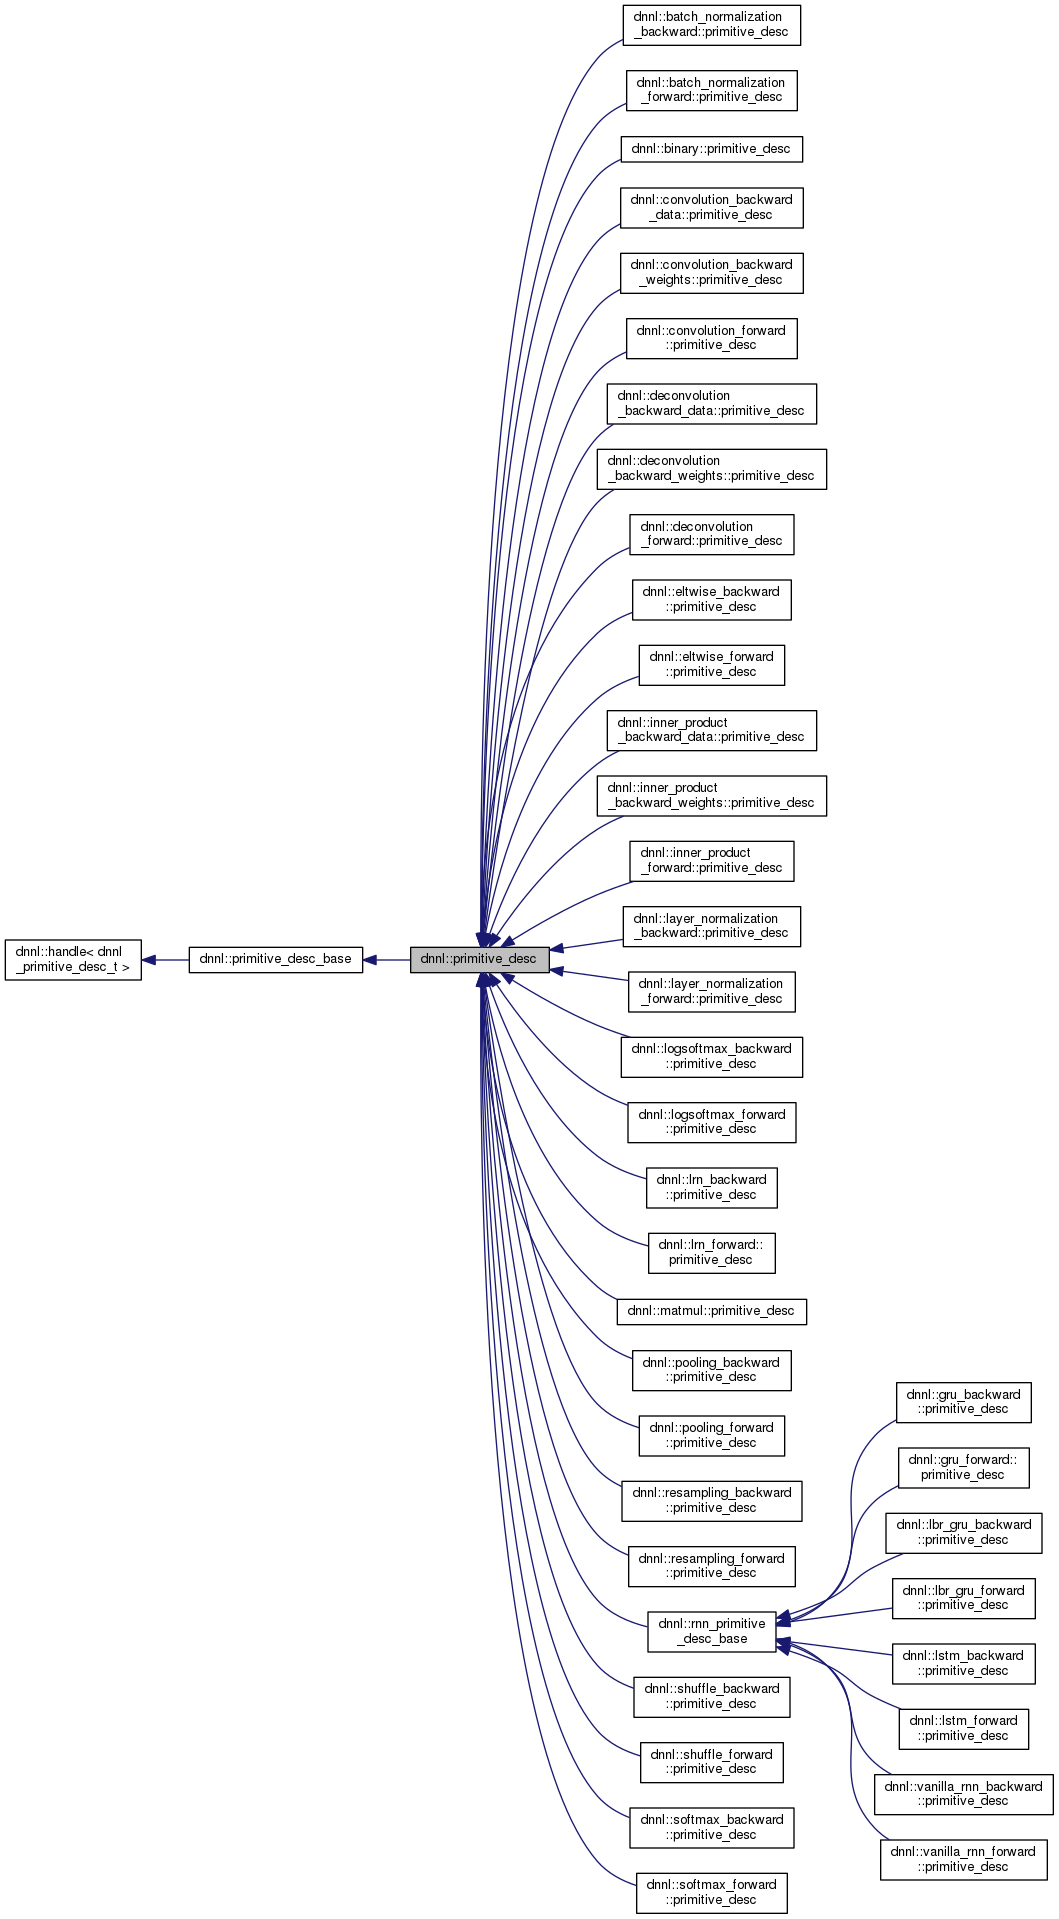 dnnl::batch_normalization
_backward::primitive_desc
dnnl::batch_normalization
_forward::primitive_desc
dnnl::binary::primitive_desc
dnnl::convolution_backward
_data::primitive_desc
dnnl::convolution_backward
_weights::primitive_desc
dnnl::convolution_forward
::primitive_desc
dnnl::deconvolution
_backward_data::primitive_desc
dnnl::deconvolution
_backward_weights::primitive_desc
dnnl::deconvolution
_forward::primitive_desc
dnnl::eltwise_backward
::primitive_desc
dnnl::eltwise_forward
::primitive_desc
dnnl::inner_product
_backward_data::primitive_desc
dnnl::inner_product
_backward_weights::primitive_desc
dnnl::inner_product
_forward::primitive_desc
dnnl::layer_normalization
_backward::primitive_desc
dnnl::handle< dnnl
_primitive_desc_t >
dnnl::primitive_desc_base
dnnl::primitive_desc
dnnl::layer_normalization
_forward::primitive_desc
dnnl::logsoftmax_backward
::primitive_desc
dnnl::logsoftmax_forward
::primitive_desc
dnnl::lrn_backward
::primitive_desc
dnnl::lrn_forward::
primitive_desc
dnnl::matmul::primitive_desc
dnnl::pooling_backward
::primitive_desc
dnnl::pooling_forward
::primitive_desc
dnnl::resampling_backward
::primitive_desc
dnnl::resampling_forward
::primitive_desc
dnnl::rnn_primitive
_desc_base
dnnl::shuffle_backward
::primitive_desc
dnnl::shuffle_forward
::primitive_desc
dnnl::softmax_backward
::primitive_desc
dnnl::softmax_forward
::primitive_desc
dnnl::gru_backward
::primitive_desc
dnnl::gru_forward::
primitive_desc
dnnl::lbr_gru_backward
::primitive_desc
dnnl::lbr_gru_forward
::primitive_desc
dnnl::lstm_backward
::primitive_desc
dnnl::lstm_forward
::primitive_desc
dnnl::vanilla_rnn_backward
::primitive_desc
dnnl::vanilla_rnn_forward
::primitive_desc